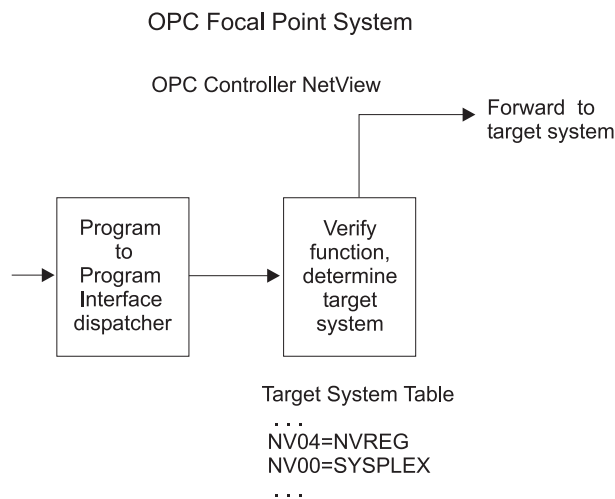 OPC Focal Point System
OPC Controller NetView
Forward to
target system
Program
to
Program
Interface
dispatcher
Verify
function,
determine
target
system
Target System Table
. . .
NV04=NVREG
NV00=SYSPLEX
. . .